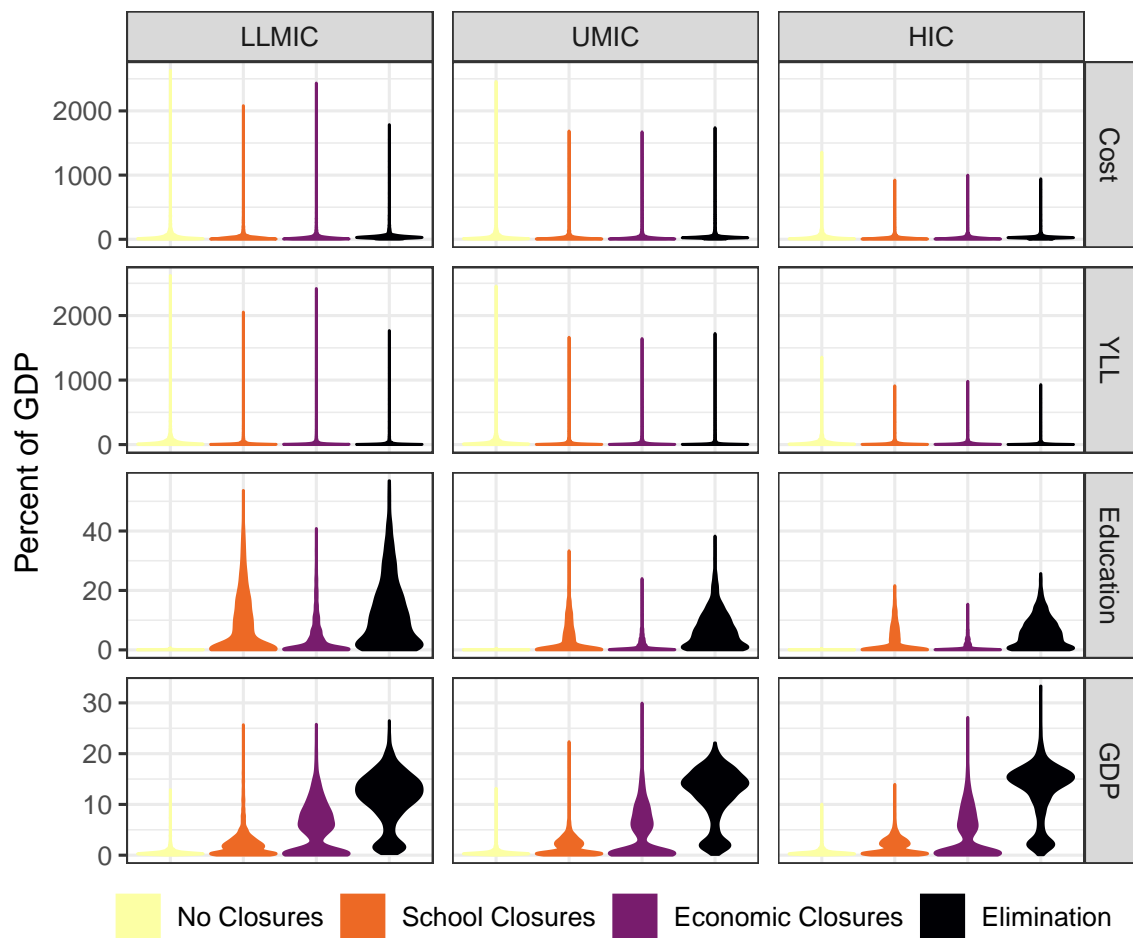 LLMIC UMIC HIC
2000
1000
0
Cost
2000
1000
0
YLL
Percent of GDP
40
20
0
Education
30
20
10
0
GDP
No Closures School Closures Economic Closures Elimination